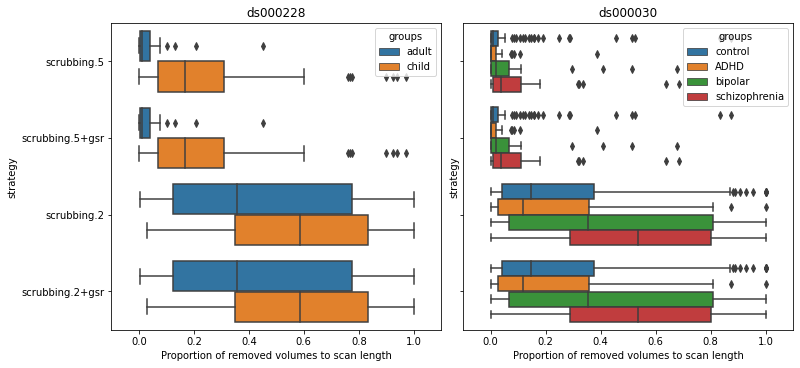 ds000228
groups
adult
child
scrubbing.5
scrubbing.5+gsr
scrubbing.2
scrubbing.2+gsr
strategy
0.0 0.2 0.4 0.6 0.8 1.0
Proportion of removed volumes to scan length
ds000030
groups
control
ADHD
bipolar
schizophrenia
strategy
0.0 0.2 0.4 0.6 0.8 1.0
Proportion of removed volumes to scan length